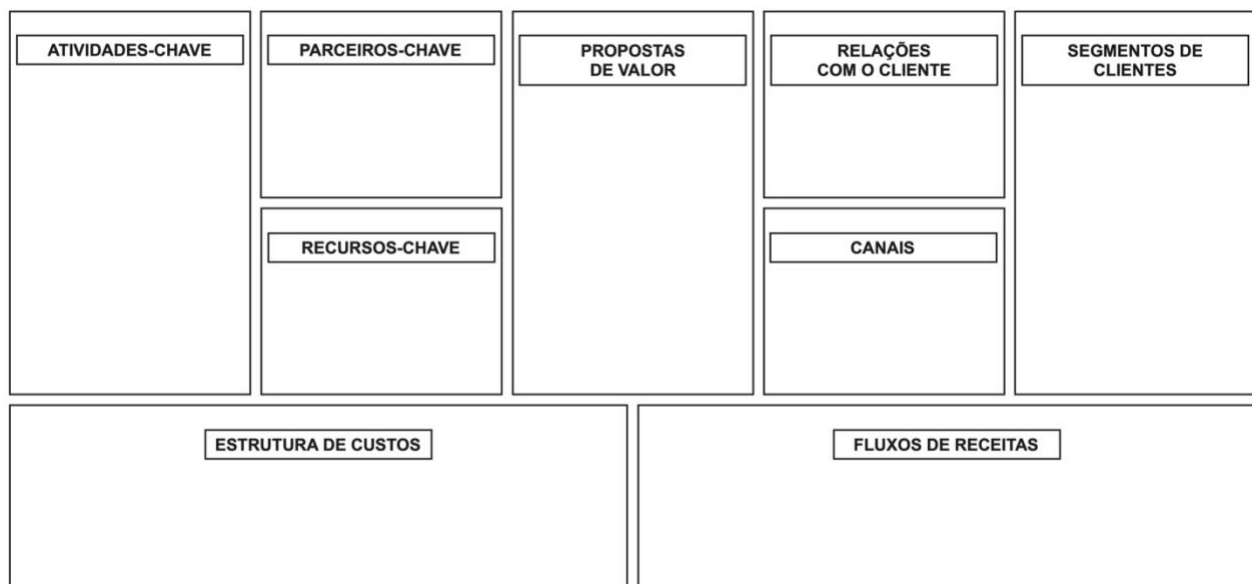 ATIVIDADES-CHAVE
PARCEIROS-CHAVE
PROPOSTAS
DE VALOR
RELAÇÕES
COM O CLIENTE
SEGMENTOS DE
CLIENTES
RECURSOS-CHAVE
CANAIS
ESTRUTURA DE CUSTOS
FLUXOS DE RECEITAS